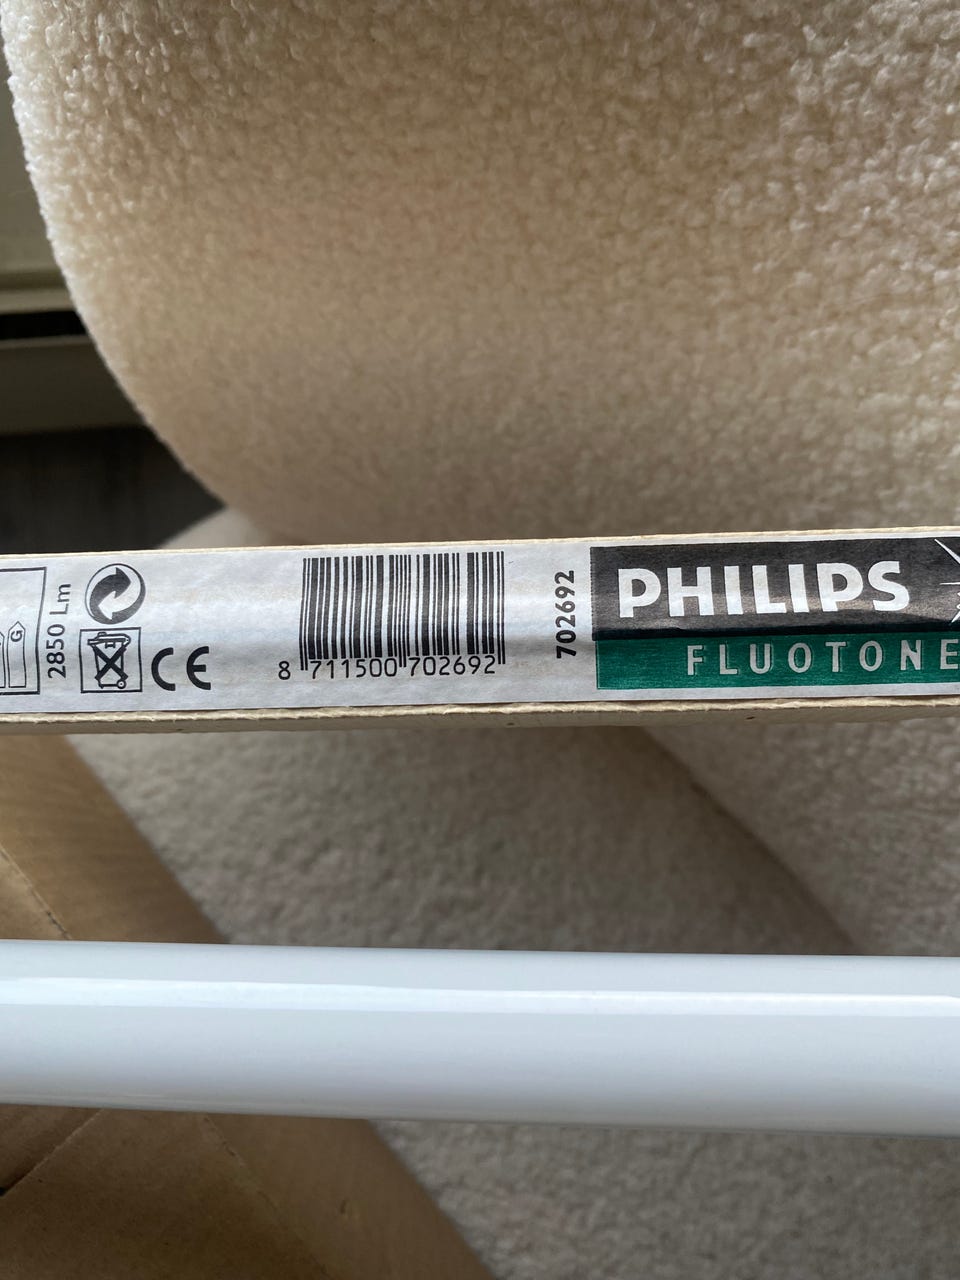 G
2850 Lm
CE
8 711500 702692
702692
PHILIPS
FLUOTONE